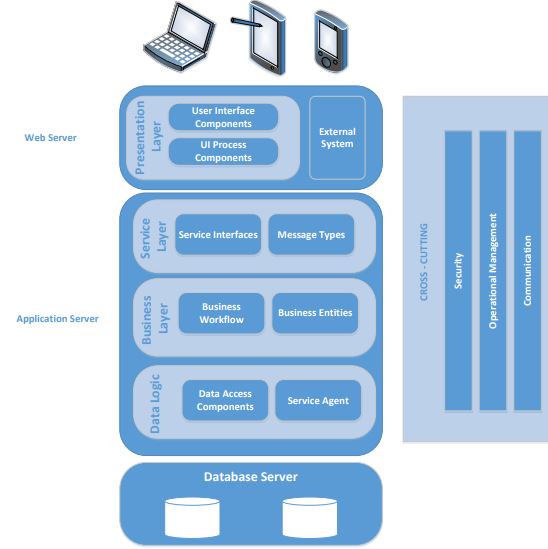 Web Server
Presentation
Layer
User Interface
Components
UI Process
Components
External
System
Application Server
Service
Layer
Service Interfaces
Message Types
Business
Layer
Business
Workflow
Business Entities
Data Logic
Data Access
Components
Service Agent
Database Server
CROSS - CUTTING
Security
Operational Management
Communication